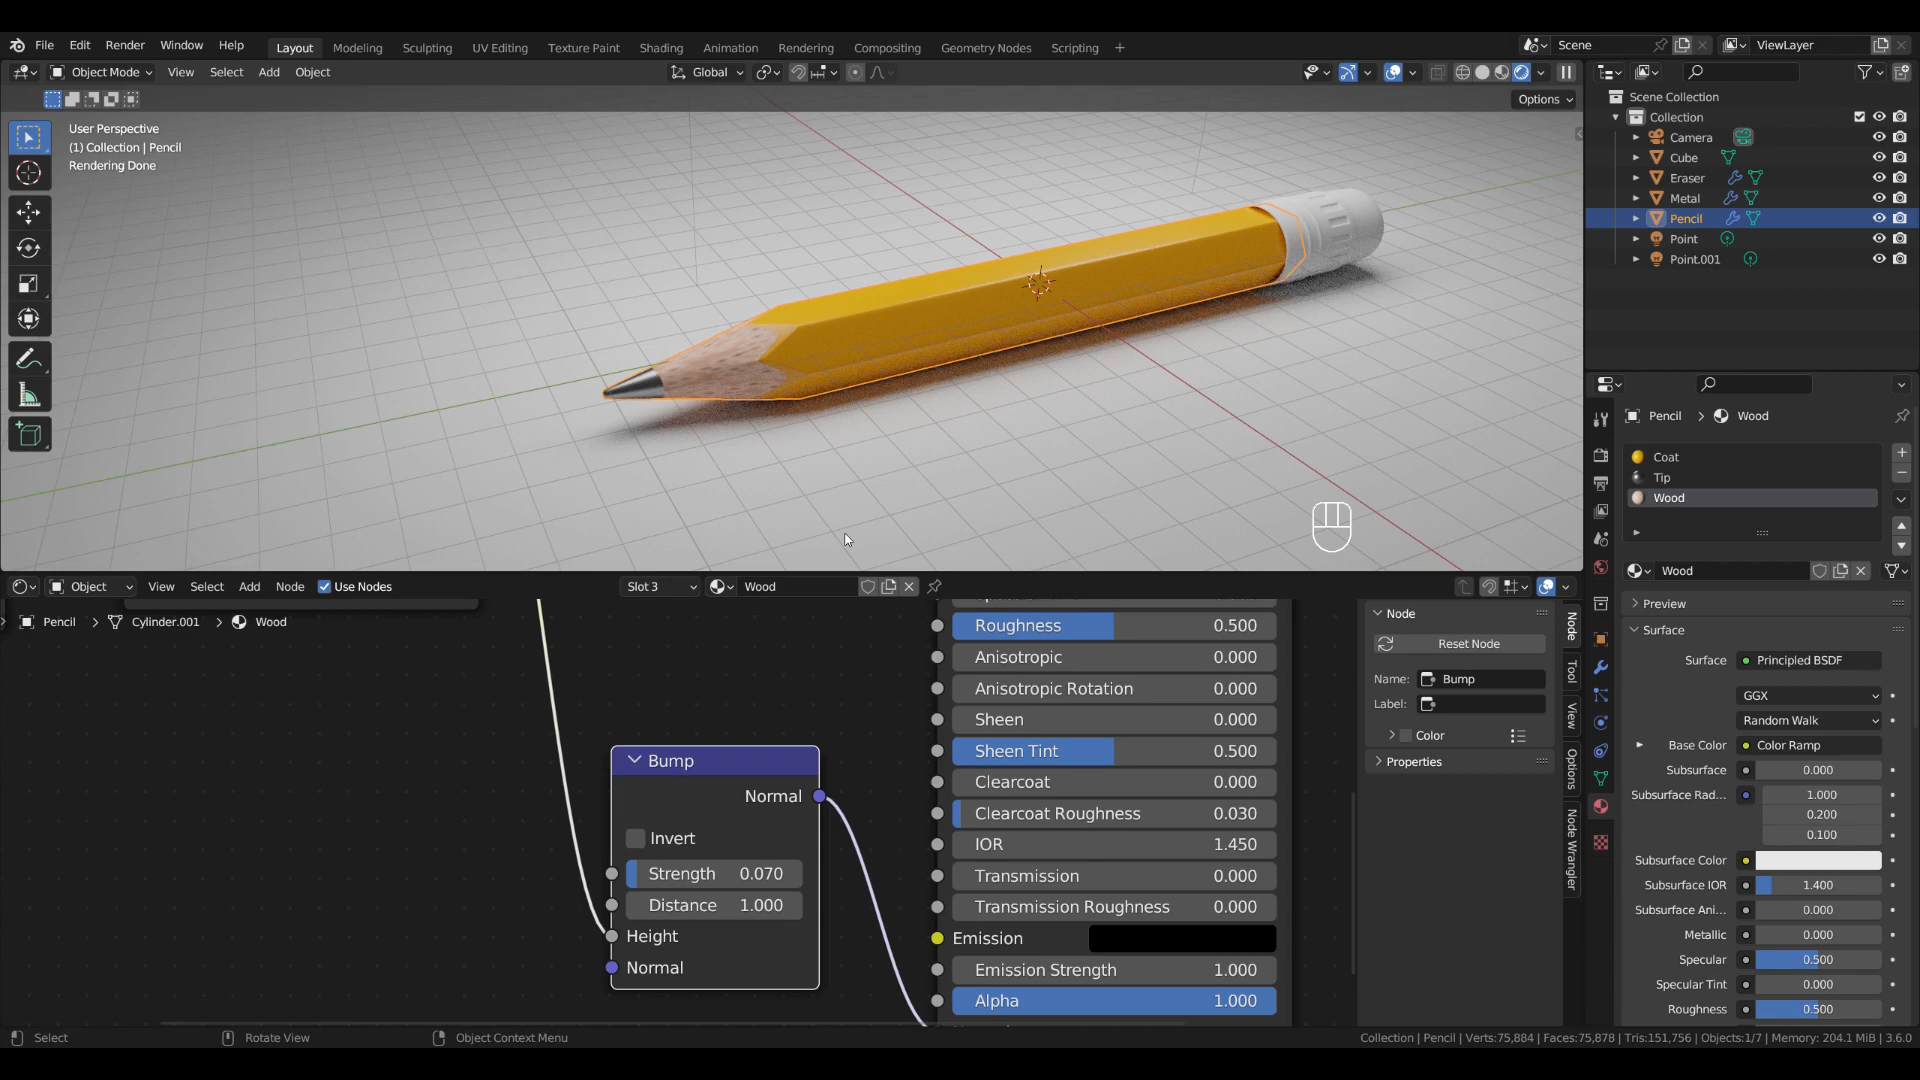 File Edit Render Window Help Layout Modeling Sculpting UV Editing Texture Paint Shading Animation Rendering Compositing Geometry Nodes Scripting + Scene ViewLayer
Object Mode View Select Add Object Global
Options
User Perspective
(1) Collection | Pencil
Rendering Done
Scene Collection
Collection
Camera
Cube
Eraser
Metal
Pencil
Point
Point.001
Pencil > Wood
Coat
Tip
Wood
Wood
Preview
Surface
Surface Principled BSDF
GGX
Random Walk
Base Color Color Ramp
Subsurface 0.000
Subsurface Rad... 1.000
0.200
0.100
Subsurface Color
Subsurface IOR 1.400
Subsurface Ani... 0.000
Metallic 0.000
Specular 0.500
Specular Tint 0.000
Roughness 0.500
Object View Select Add Node Use Nodes Slot 3 Wood
Pencil > Cylinder.001 > Wood
Bump
Normal
Invert
Strength 0.070
Distance 1.000
Height
Normal
Roughness 0.500
Anisotropic 0.000
Anisotropic Rotation 0.000
Sheen 0.000
Sheen Tint 0.500
Clearcoat 0.000
Clearcoat Roughness 0.030
IOR 1.450
Transmission 0.000
Transmission Roughness 0.000
Emission
Emission Strength 1.000
Alpha 1.000
Node
Reset Node
Name: Bump
Label:
Color
Properties
Node
Tool
View
Options
Node Wrangler
Select Rotate View Object Context Menu Collection | Pencil | Verts:75,884 | Faces:75,878 | Tris:151,756 | Objects:1/7 | Memory: 204.1 MiB | 3.6.0